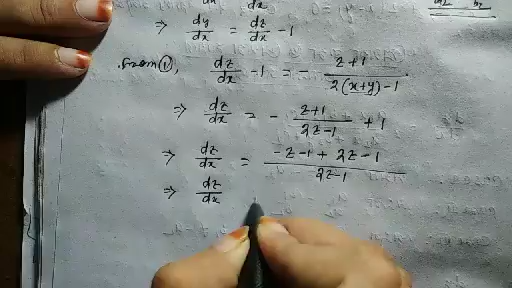 ⇒ dy/dx = dz/dx - 1
From ①, dz/dx - 1 = - z+1/2(x+y)-1
⇒ dz/dx = - z+1/2z-1 + 1
⇒ dz/dx = -z-1+2z-1/2z-1
⇒ dz/dx